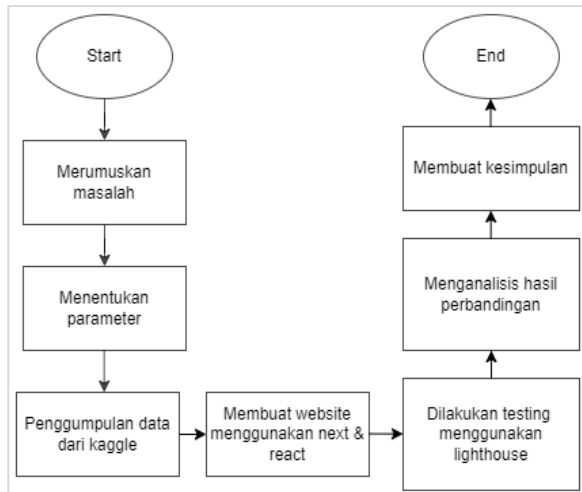 Start
Merumuskan
masalah
Menentukan
parameter
Penggumpulan data
dari kaggle
Membuat website
menggunakan next &
react
Dilakukan testing
menggunakan
lighthouse
Menganalisis hasil
perbandingan
Membuat kesimpulan
End